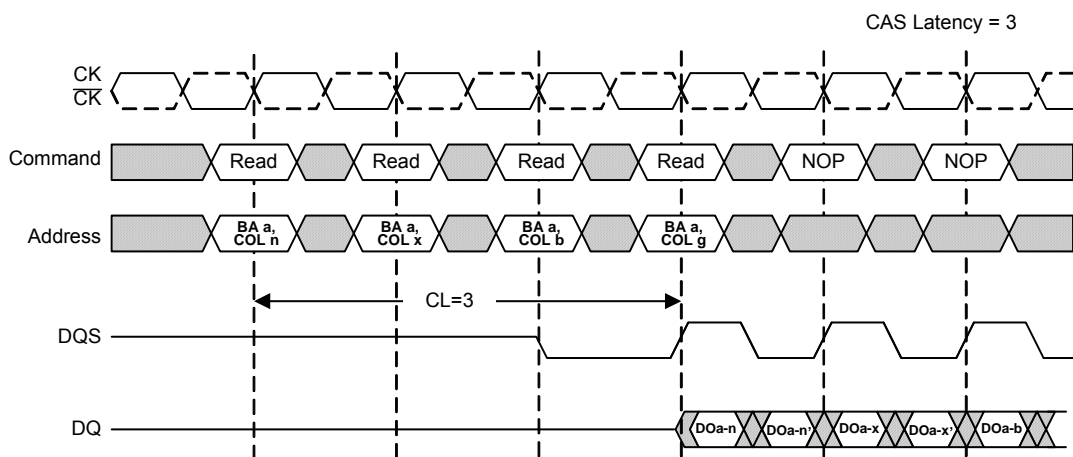 CAS Latency = 3
CK
CK
Command
Read
Read
Read
Read
NOP
NOP
Address
BA a,
COL n
BA a,
COL x
BA a,
COL b
BA a,
COL g
CL=3
DQS
DQ
DOa-n
DOa-n'
DOa-x
DOa-x'
DOa-b